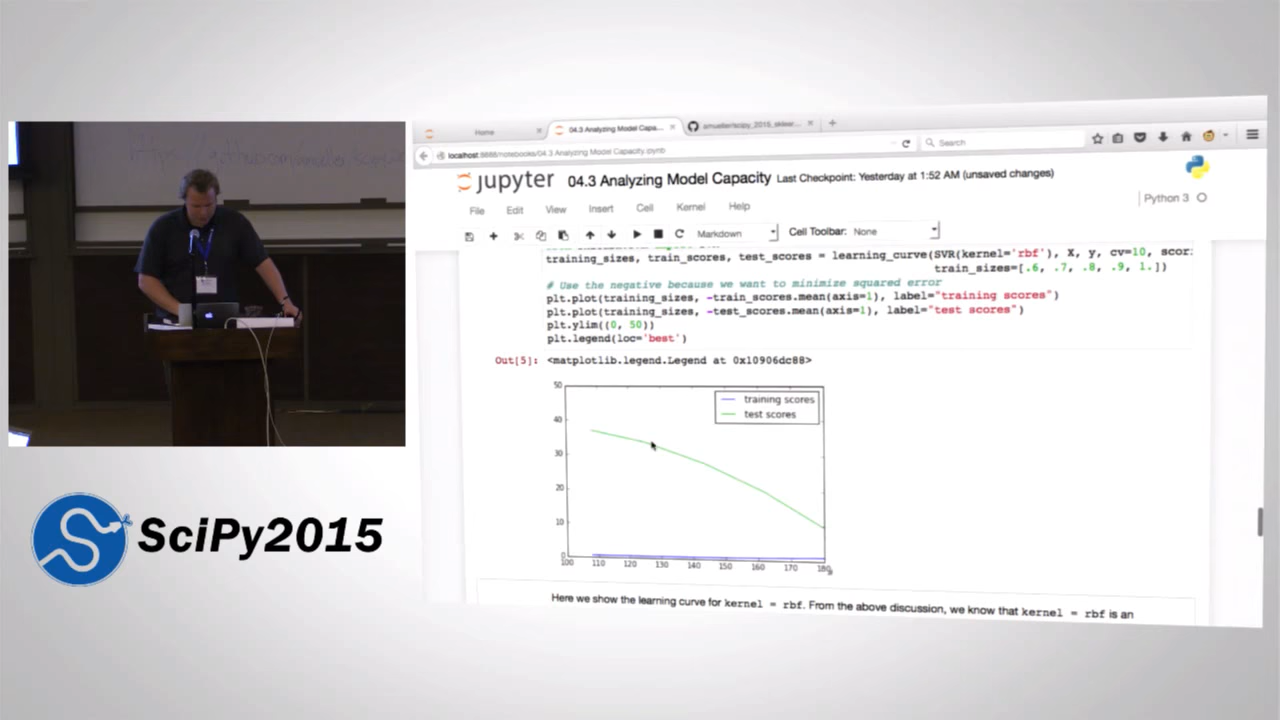 Home
04.3 Analyzing Model Capa...
amueller/scipy_2015_sklear...
localhost:8888/notebooks/04.3 Analyzing Model Capacity.ipynb
Search
jupyter 04.3 Analyzing Model Capacity Last Checkpoint: Yesterday at 1:52 AM (unsaved changes)
File Edit View Insert Cell Kernel Help
Python 3
Markdown
Cell Toolbar: None
training_sizes, train_scores, test_scores = learning_curve(SVR(kernel='rbf'), X, y, cv=10, scor
train_sizes=[.6, .7, .8, .9, 1.])
# Use the negative because we want to minimize squared error
plt.plot(training_sizes, -train_scores.mean(axis=1), label="training scores")
plt.plot(training_sizes, -test_scores.mean(axis=1), label="test scores")
plt.ylim((0, 50))
plt.legend(loc='best')
Out[5]: <matplotlib.legend.Legend at 0x10906dc88>
50
40
30
20
10
0
training scores
test scores
100 110 120 130 140 150 160 170 180
Here we show the learning curve for kernel = rbf. From the above discussion, we know that kernel = rbf is an
SciPy2015